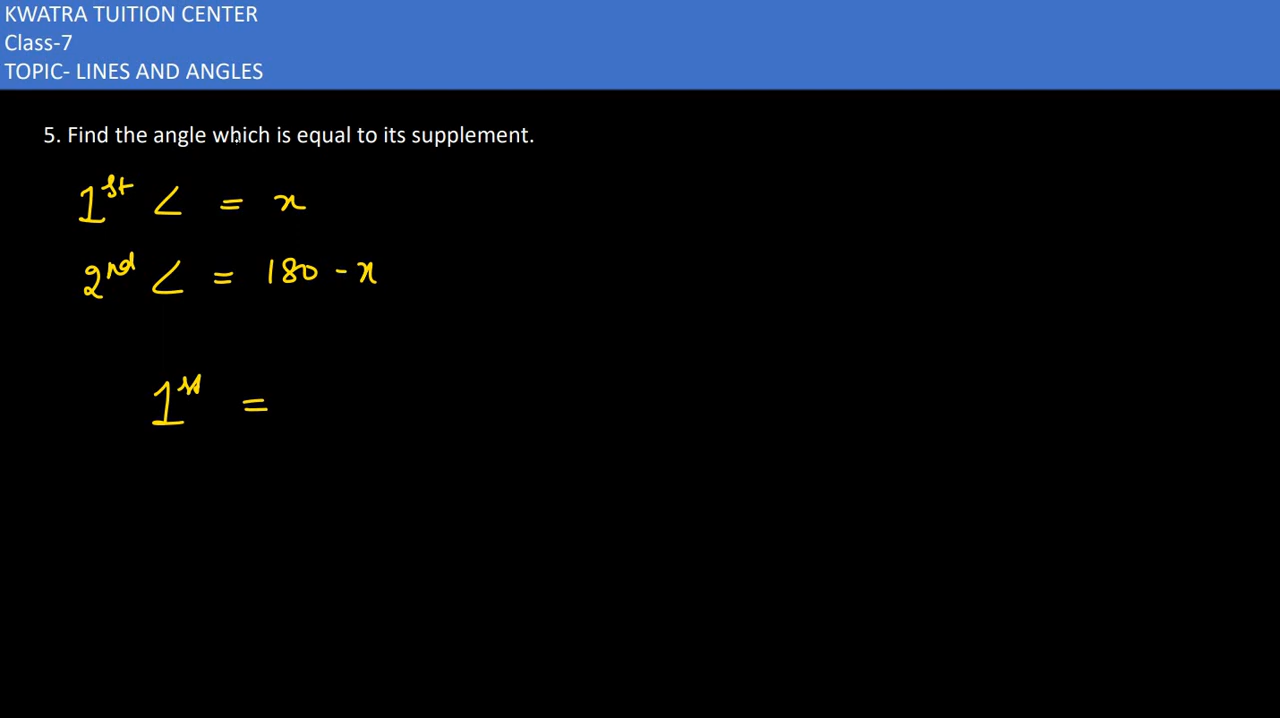 KWATRA TUITION CENTER
Class-7
TOPIC- LINES AND ANGLES
5. Find the angle which is equal to its supplement.
1st ∠ = x
2nd ∠ = 180 - x
1st =